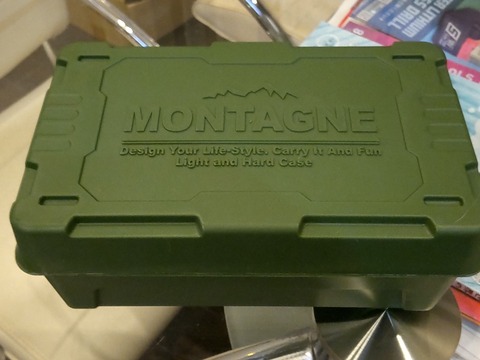 MONTAGNE
Design Your Life-Style. Carry It And Fun
Light and Hard Case